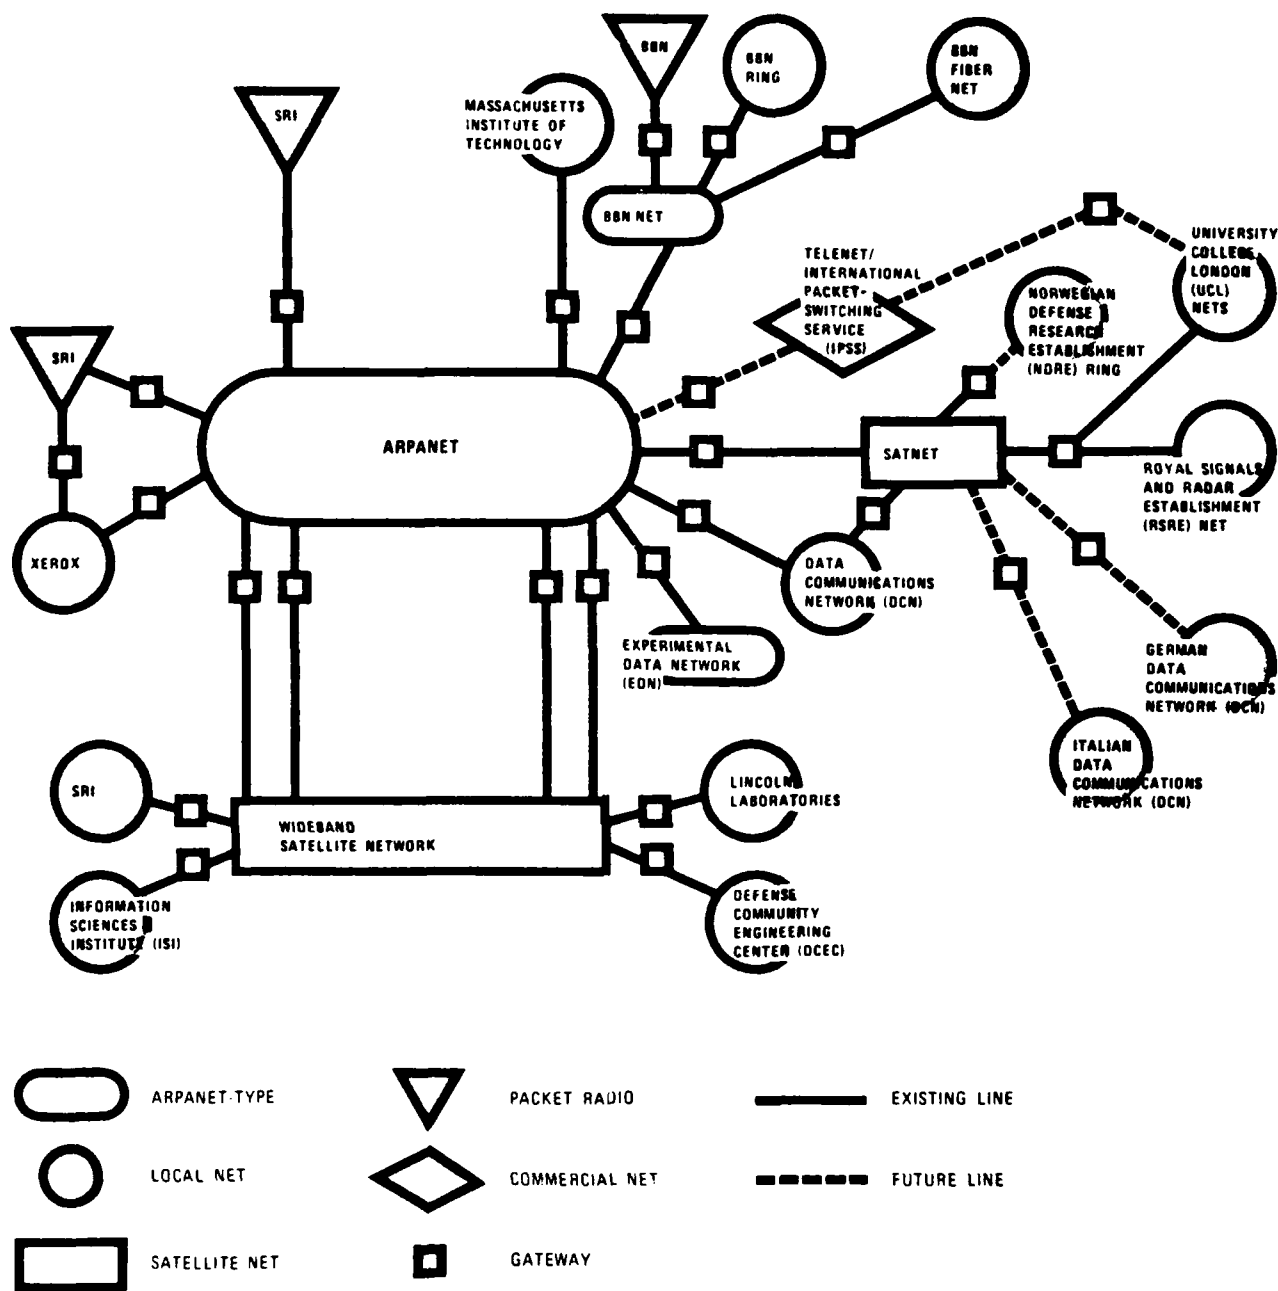 BBN
BBN
RING
BBN
FIBER
NET
SRI
MASSACHUSETTS
INSTITUTE OF
TECHNOLOGY
BBN NET
TELENET/
INTERNATIONAL
PACKET-
SWITCHING
SERVICE
(IPSS)
UNIVERSITY
COLLEGE,
LONDON
(UCL)
NETS
NORWEGIAN
DEFENSE
RESEARCH
ESTABLISHMENT
(NDRE) RING
SRI
ARPANET
SATNET
ROYAL SIGNALS
AND RADAR
ESTABLISHMENT
(RSRE) NET
XEROX
DATA
COMMUNICATIONS
NETWORK (DCN)
EXPERIMENTAL
DATA NETWORK
(EDN)
GERMAN
DATA
COMMUNICATIONS
NETWORK (DCN)
ITALIAN
DATA
COMMUNICATIONS
NETWORK (DCN)
SRI
LINCOLN
LABORATORIES
WIDEBAND
SATELLITE NETWORK
INFORMATION
SCIENCES
INSTITUTE (ISI)
DEFENSE
COMMUNITY
ENGINEERING
CENTER (DCEC)
ARPANET-TYPE
PACKET RADIO
EXISTING LINE
LOCAL NET
COMMERCIAL NET
FUTURE LINE
SATELLITE NET
GATEWAY